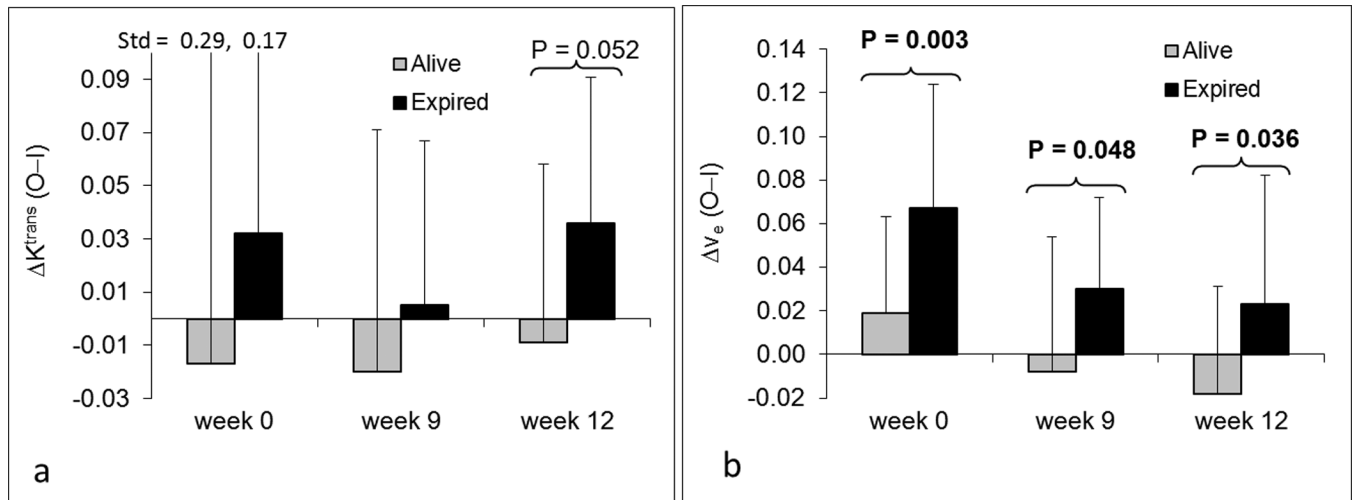 Std = 0.29, 0.17
Alive
Expired
P = 0.052
0.09
0.07
0.05
0.03
0.01
-0.01
-0.03
ΔKtrans (O–I)
week 0
week 9
week 12
a
P = 0.003
Alive
Expired
P = 0.048
P = 0.036
0.14
0.12
0.10
0.08
0.06
0.04
0.02
0.00
-0.02
Δve (O–I)
week 0
week 9
week 12
b